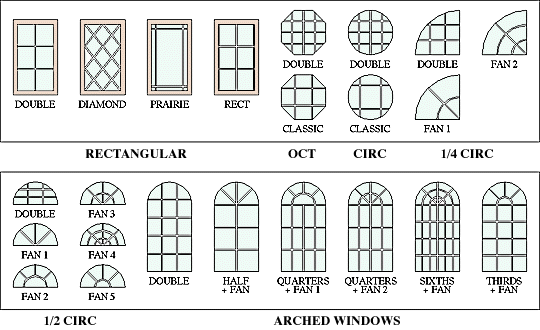 DOUBLE DIAMOND PRAIRIE RECT
DOUBLE DOUBLE DOUBLE FAN 2
CLASSIC CLASSIC FAN 1
RECTANGULAR OCT CIRC 1/4 CIRC
DOUBLE FAN 3
FAN 1 FAN 4
FAN 2 FAN 5
DOUBLE
HALF
+ FAN
QUARTERS
+ FAN 1
QUARTERS
+ FAN 2
SIXTHS
+ FAN
THIRDS
+ FAN
1/2 CIRC ARCHED WINDOWS